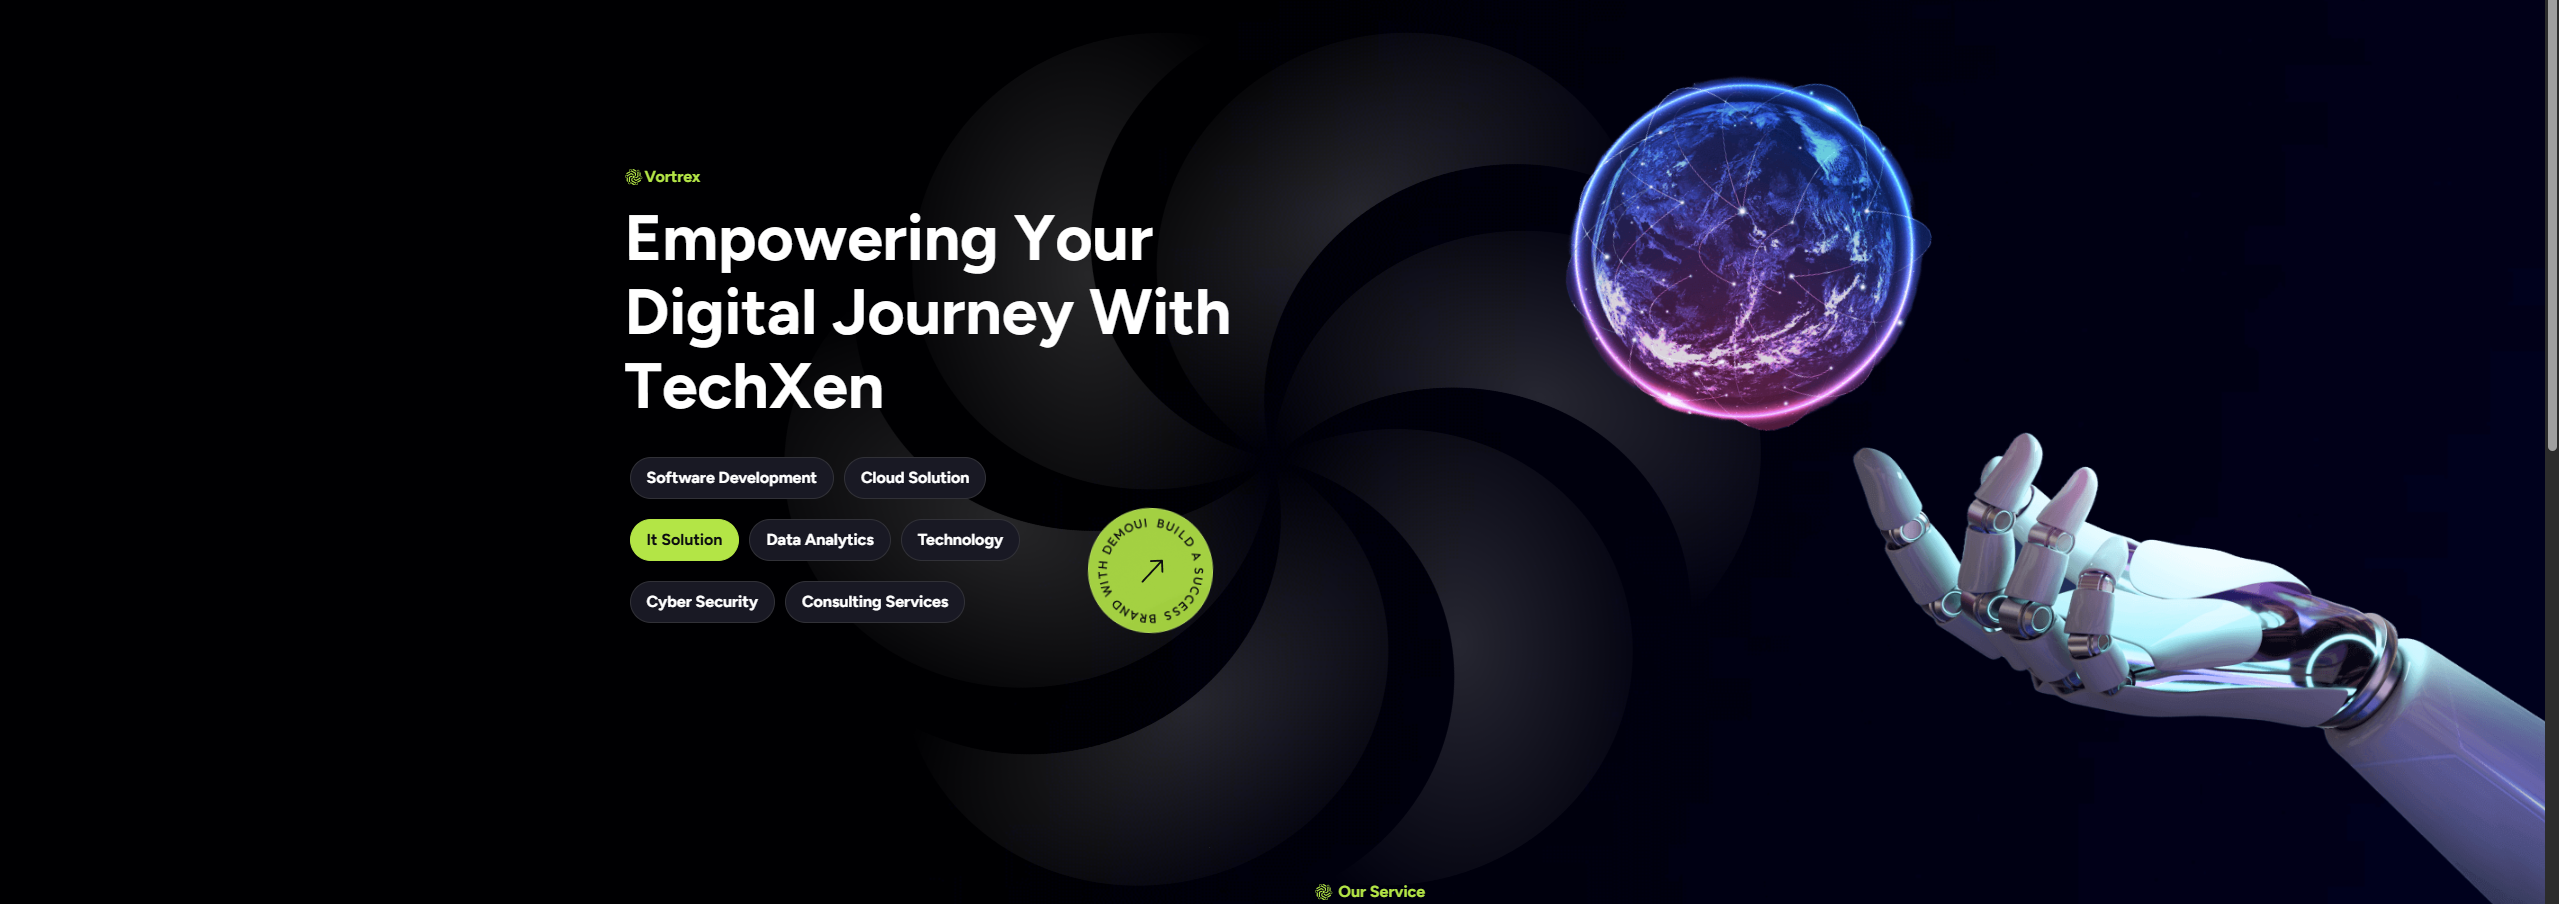 Vortrex
Empowering Your
Digital Journey With
TechXen
Software Development
Cloud Solution
It Solution
Data Analytics
Technology
Cyber Security
Consulting Services
BUILD A SUCCESS BRAND WITH DEMOUI
Our Service